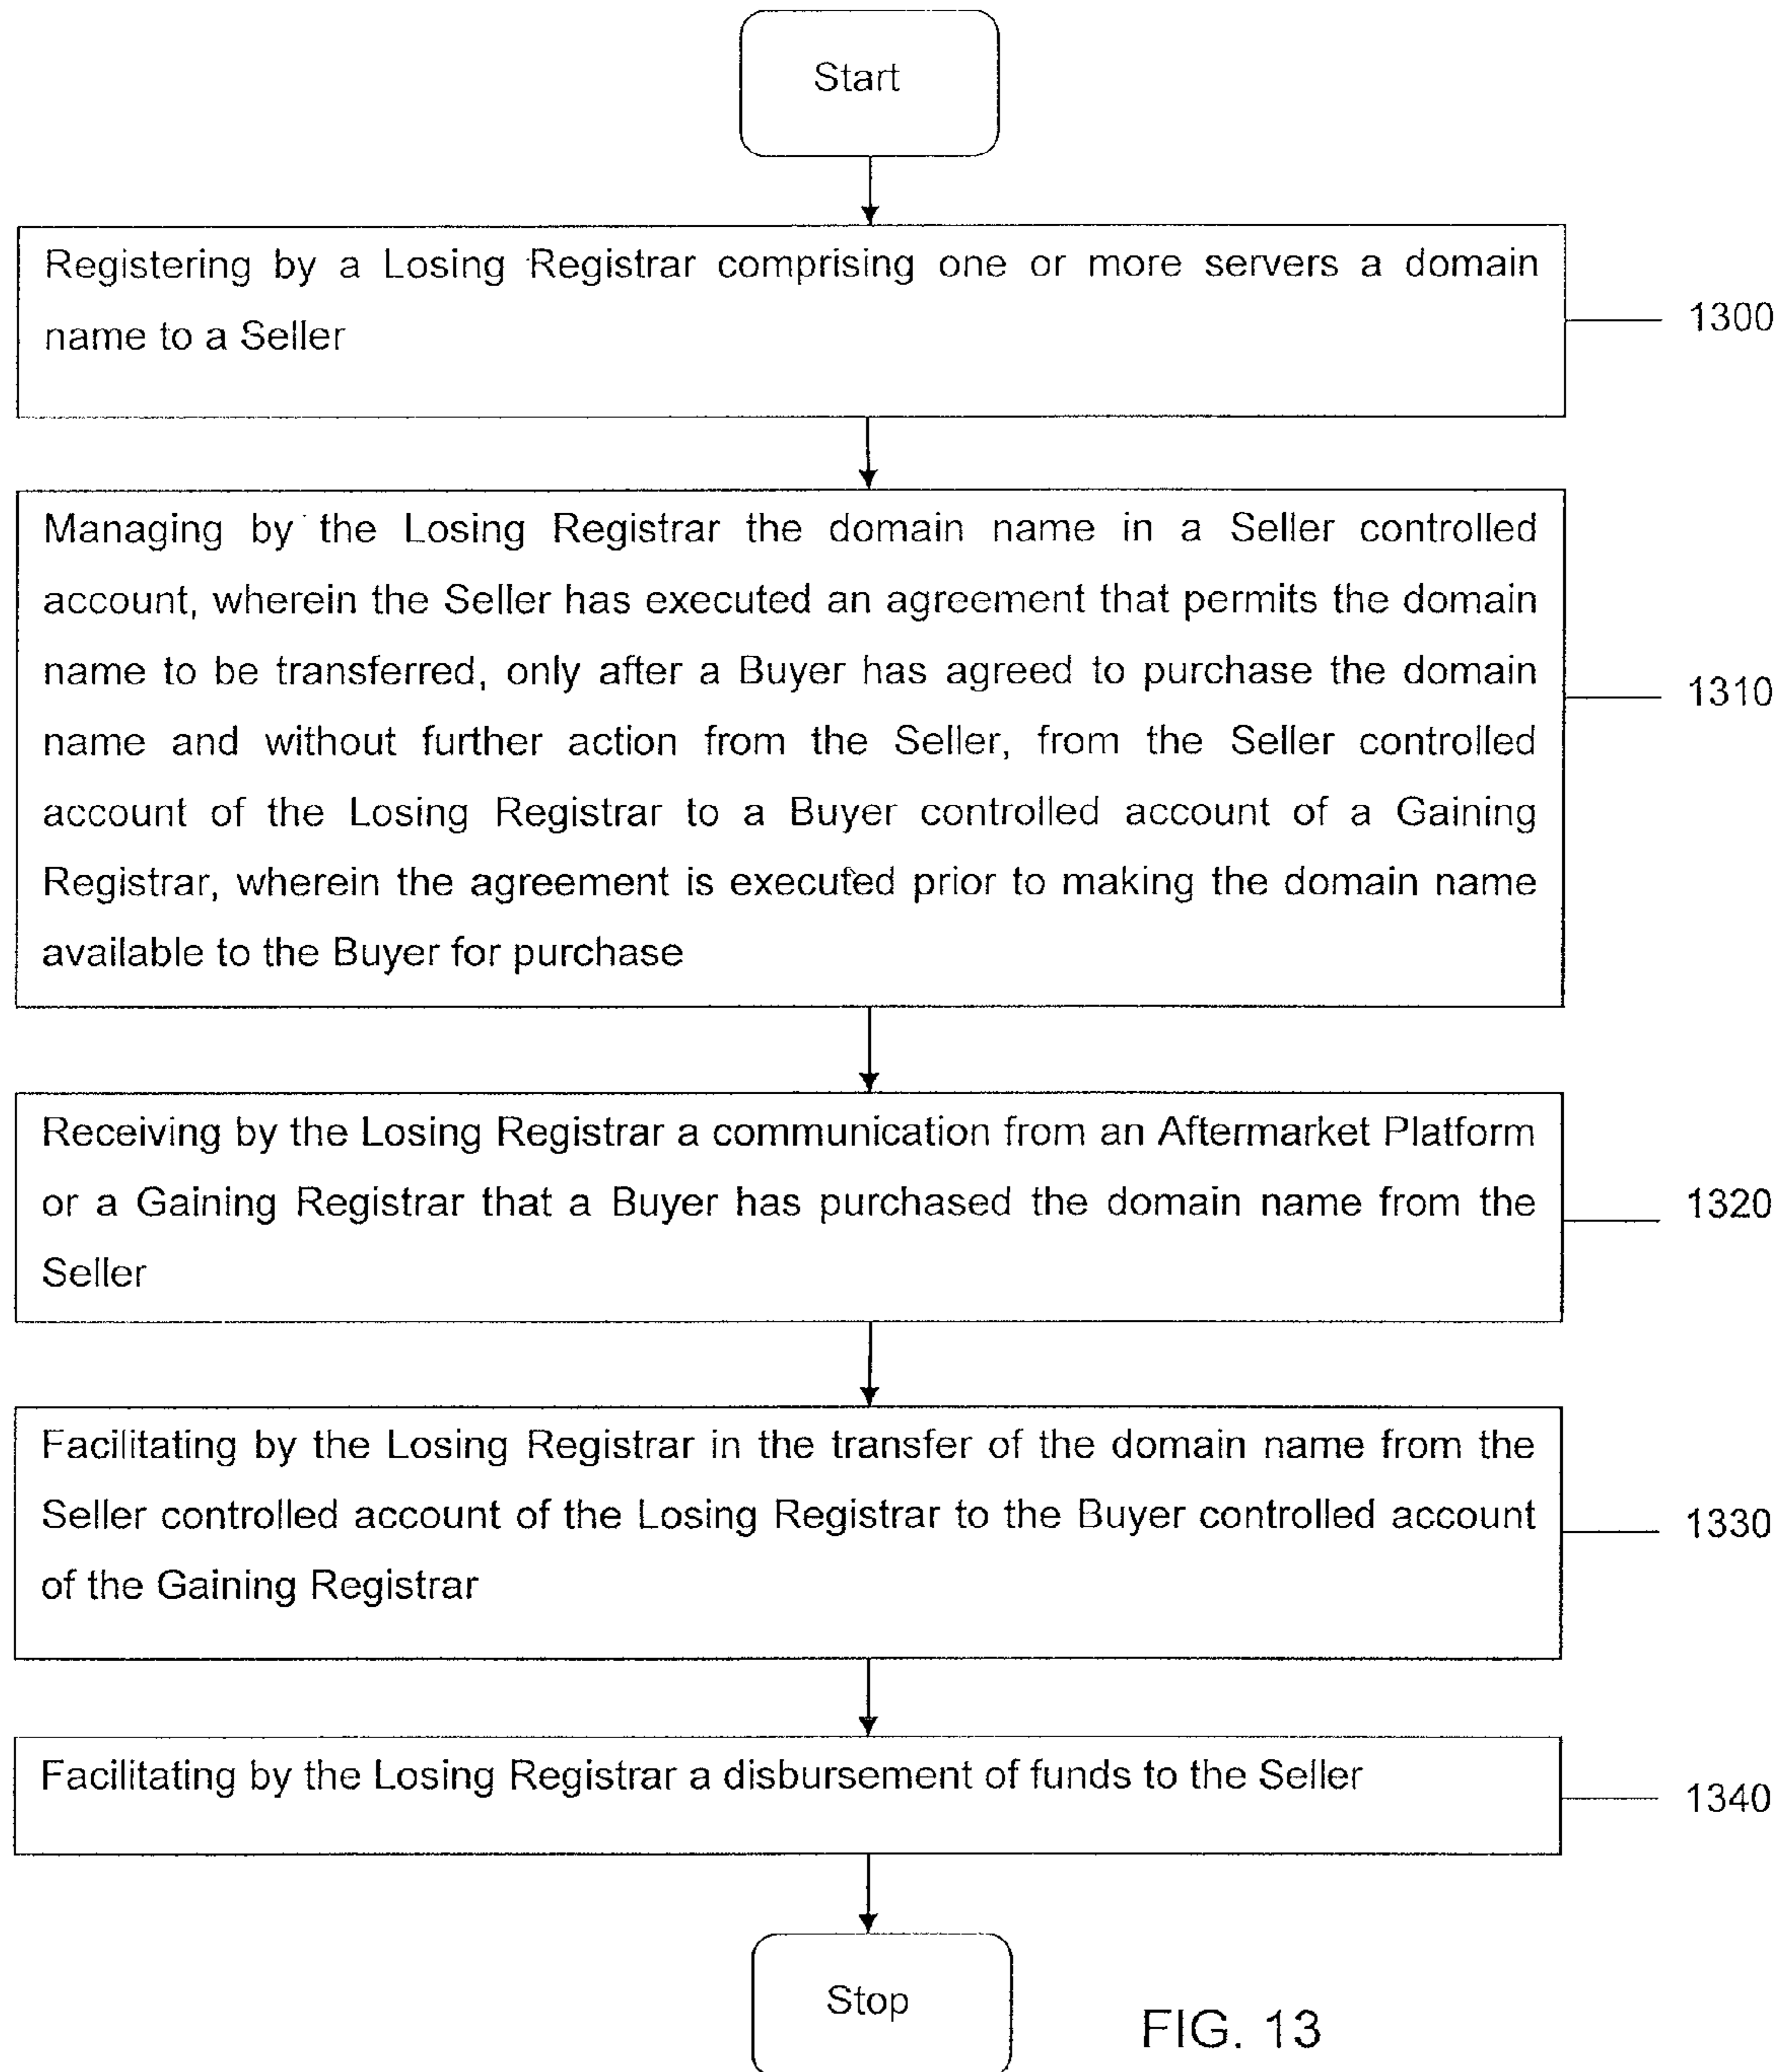 Start
Registering by a Losing Registrar comprising one or more servers a domain
name to a Seller
1300
Managing by the Losing Registrar the domain name in a Seller controlled
account, wherein the Seller has executed an agreement that permits the domain
name to be transferred, only after a Buyer has agreed to purchase the domain
name and without further action from the Seller, from the Seller controlled
account of the Losing Registrar to a Buyer controlled account of a Gaining
Registrar, wherein the agreement is executed prior to making the domain name
available to the Buyer for purchase
1310
Receiving by the Losing Registrar a communication from an Aftermarket Platform
or a Gaining Registrar that a Buyer has purchased the domain name from the
Seller
1320
Facilitating by the Losing Registrar in the transfer of the domain name from the
Seller controlled account of the Losing Registrar to the Buyer controlled account
of the Gaining Registrar
1330
Facilitating by the Losing Registrar a disbursement of funds to the Seller
1340
Stop
FIG. 13